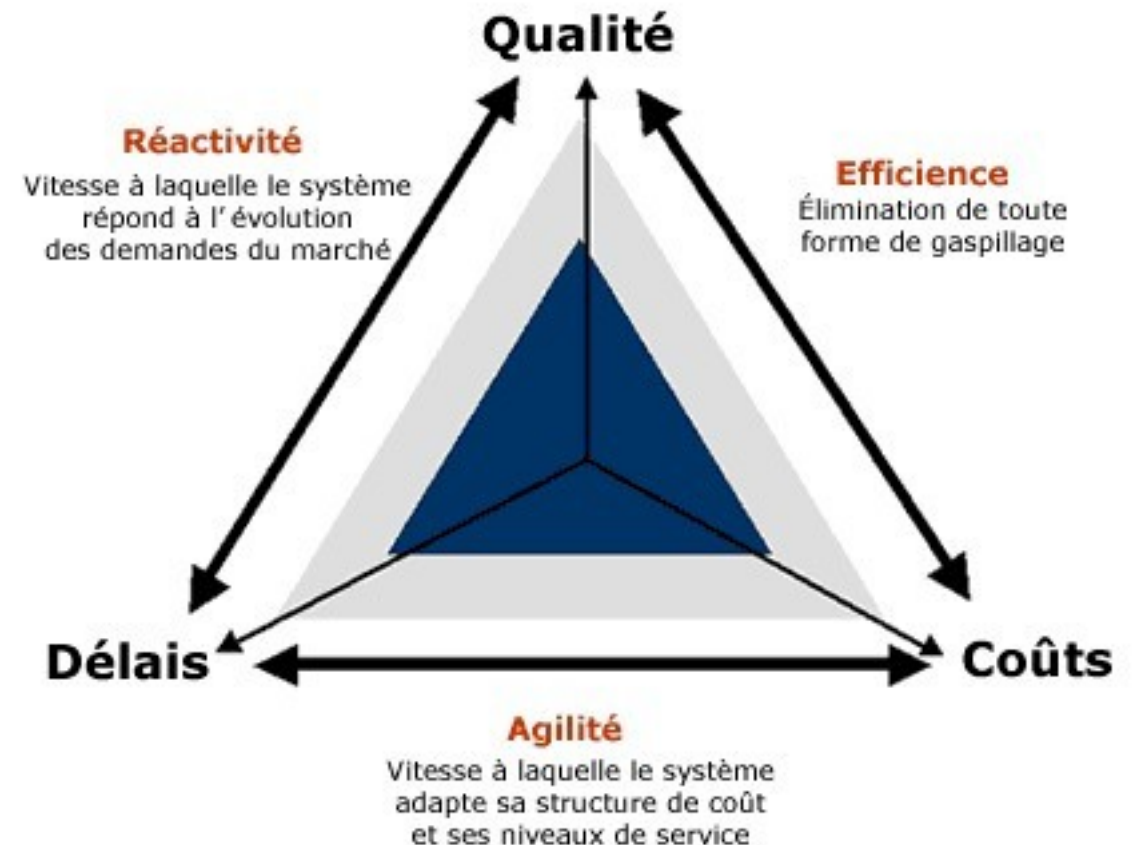 Qualité
Réactivité
Vitesse à laquelle le système
répond à l' évolution
des demandes du marché
Efficience
Élimination de toute
forme de gaspillage
Délais
Coûts
Agilité
Vitesse à laquelle le système
adapte sa structure de coût
et ses niveaux de service